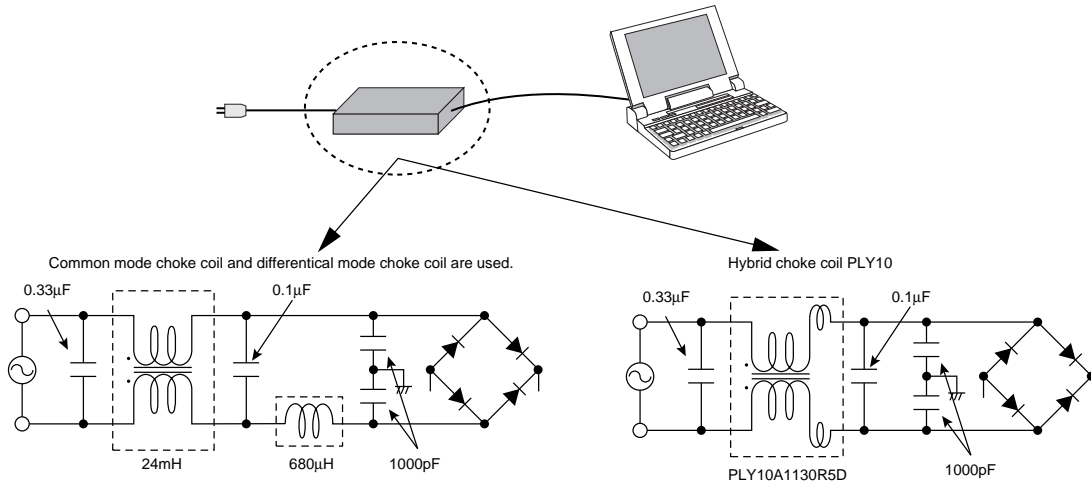 Common mode choke coil and differentical mode choke coil are used.
0.33μF
0.1μF
24mH
680μH
1000pF
Hybrid choke coil PLY10
0.33μF
0.1μF
PLY10A1130R5D
1000pF